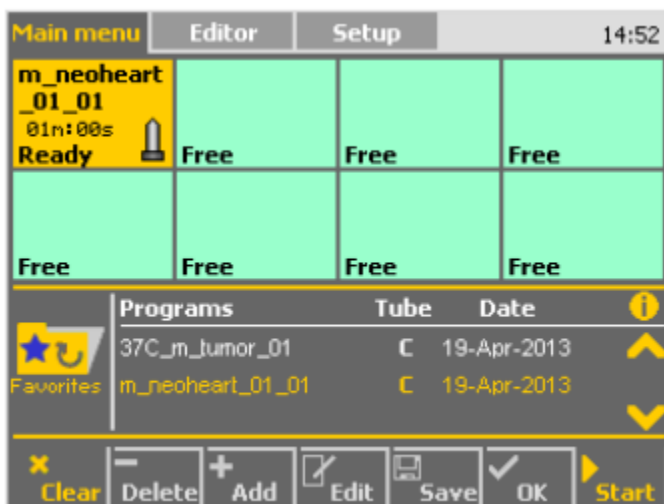 Main menu Editor Setup 14:52
m_neoheart
_01_01
01m:00s
Ready Free Free Free
Free Free Free Free
Programs Tube Date i
37C_m_tumor_01 C 19-Apr-2013
Favorites m_neoheart_01_01 C 19-Apr-2013
Clear Delete Add Edit Save OK Start